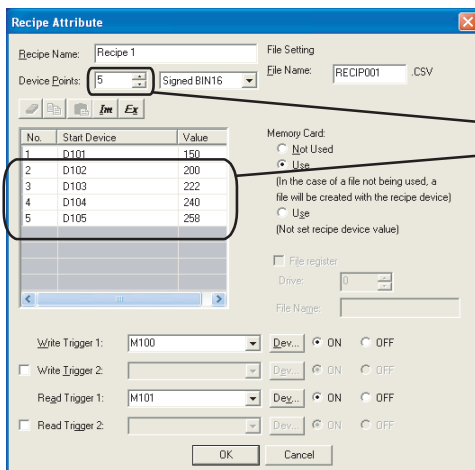 Recipe Attribute
Recipe Name: Recipe 1 File Setting
Device Points: 5 Signed BIN16 File Name: RECIP001 .CSV
Im Ex
No. Start Device Value Memory Card:
1 D101 150 Not Used
2 D102 200 Use
3 D103 222 (In the case of a file not being used, a
4 D104 240 file will be created with the recipe device)
5 D105 258 Use
(Not set recipe device value)
File register
Drive: 0
File Name:
Write Trigger 1: M100 Dev... ON OFF
Write Trigger 2: Dev... ON OFF
Read Trigger 1: M101 Dev... ON OFF
Read Trigger 2: Dev... ON OFF
OK Cancel